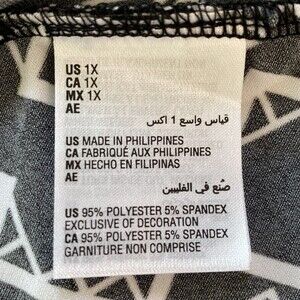 US 1X
CA 1X
MX 1X
AE
قياس واسع 1 اكس
US MADE IN PHILIPPINES
CA FABRIQUÉ AUX PHILIPPINES
MX HECHO EN FILIPINAS
AE
صُنع في الفليبين
US 95% POLYESTER 5% SPANDEX
EXCLUSIVE OF DECORATION
CA 95% POLYESTER 5% SPANDEX
GARNITURE NON COMPRISE